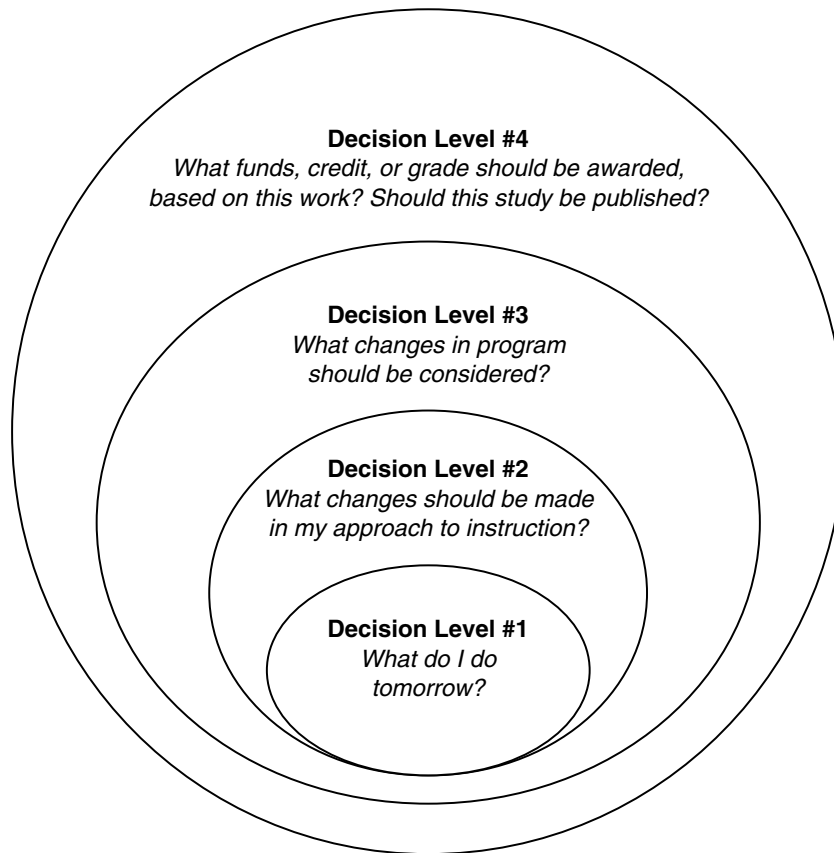 Decision Level #4
What funds, credit, or grade should be awarded,
based on this work? Should this study be published?
Decision Level #3
What changes in program
should be considered?
Decision Level #2
What changes should be made
in my approach to instruction?
Decision Level #1
What do I do
tomorrow?